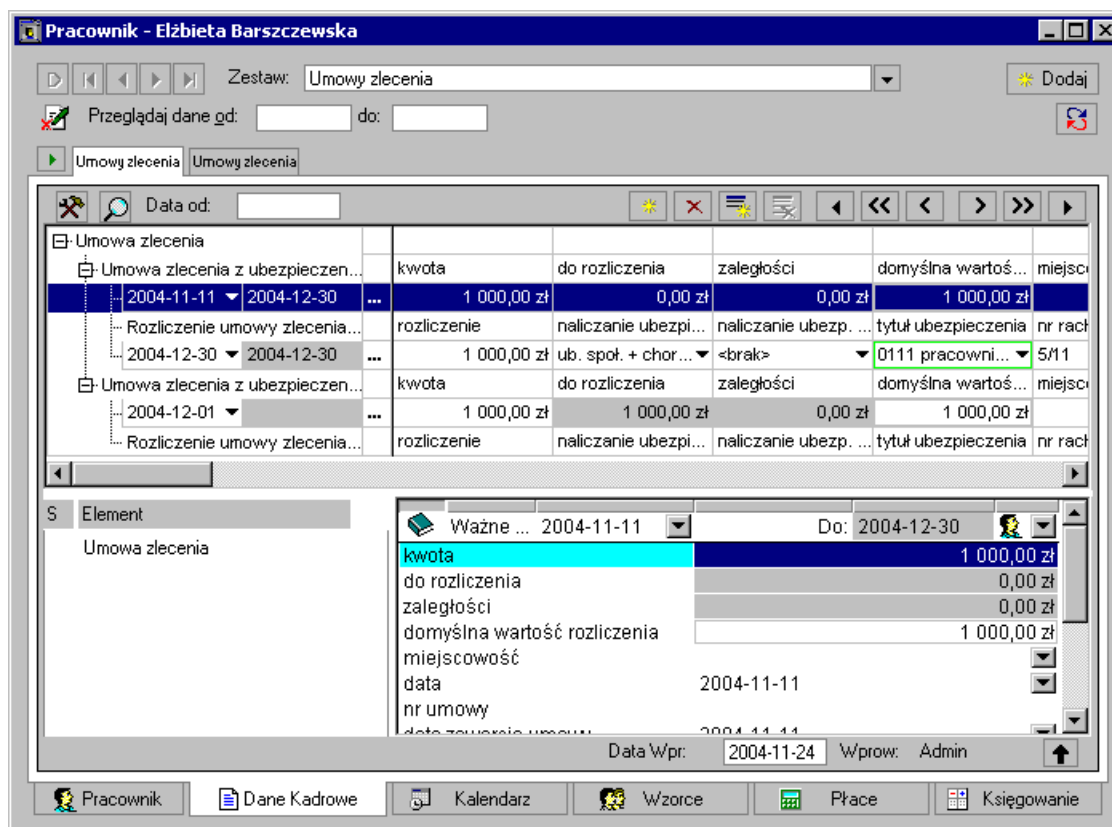 Pracownik - Elżbieta Barszczewska
Zestaw: Umowy zlecenia Dodaj
Przeglądaj dane od: do:
Umowy zlecenia Umowy zlecenia
Data od:
Umowa zlecenia
Umowa zlecenia z ubezpieczen... kwota do rozliczenia zaległości domyślna wartoś... miejsc
2004-11-11 2004-12-30 ... 1 000,00 zł 0,00 zł 0,00 zł 1 000,00 zł
Rozliczenie umowy zlecenia... rozliczenie naliczanie ubezpi... naliczanie ubezp. ... tytuł ubezpieczenia nr rach
2004-12-30 2004-12-30 ... 1 000,00 zł ub. społ. + chor... <brak> 0111 pracowni... 5/11
Umowa zlecenia z ubezpieczen... kwota do rozliczenia zaległości domyślna wartoś... miejsc
2004-12-01 ... 1 000,00 zł 1 000,00 zł 0,00 zł 1 000,00 zł
Rozliczenie umowy zlecenia... rozliczenie naliczanie ubezpi... naliczanie ubezp. ... tytuł ubezpieczenia nr rach
S Element
Umowa zlecenia
Ważne ... 2004-11-11 Do: 2004-12-30
kwota 1 000,00 zł
do rozliczenia 0,00 zł
zaległości 0,00 zł
domyślna wartość rozliczenia 1 000,00 zł
miejscowość
data 2004-11-11
nr umowy
data zawarcia umowy 2004-11-11
Data Wpr: 2004-11-24 Wprow: Admin
Pracownik Dane Kadrowe Kalendarz Wzorce Płace Księgowanie